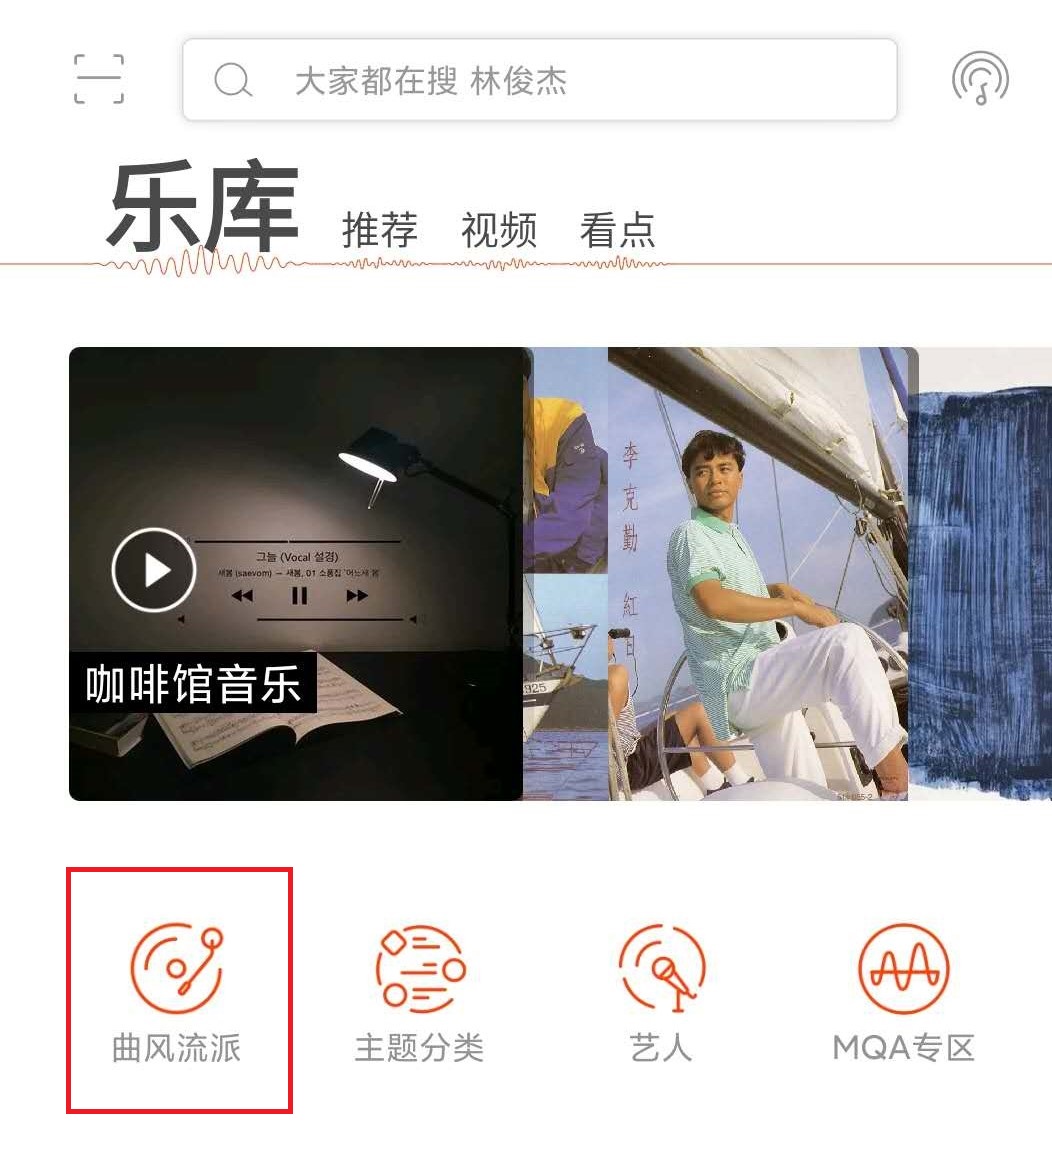 大家都在搜 林俊杰
乐库 推荐 视频 看点
그늘 (Vocal 설경)
새봄 (saevom) — 새봄, 01 소품집 '어느새 봄'
咖啡馆音乐
李克勤 紅日
1925
曲风流派 主题分类 艺人 MQA专区